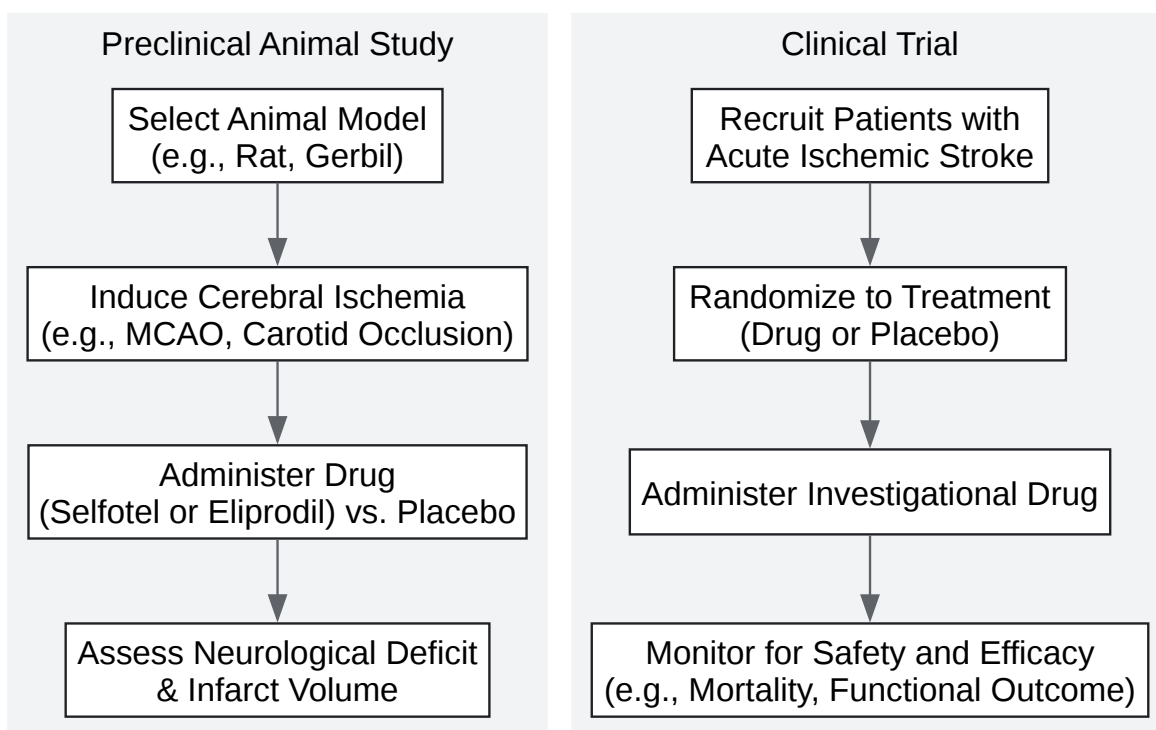 Preclinical Animal Study
Select Animal Model
(e.g., Rat, Gerbil)
Induce Cerebral Ischemia
(e.g., MCAO, Carotid Occlusion)
Administer Drug
(Selfotel or Eliprodil) vs. Placebo
Assess Neurological Deficit
& Infarct Volume
Clinical Trial
Recruit Patients with
Acute Ischemic Stroke
Randomize to Treatment
(Drug or Placebo)
Administer Investigational Drug
Monitor for Safety and Efficacy
(e.g., Mortality, Functional Outcome)